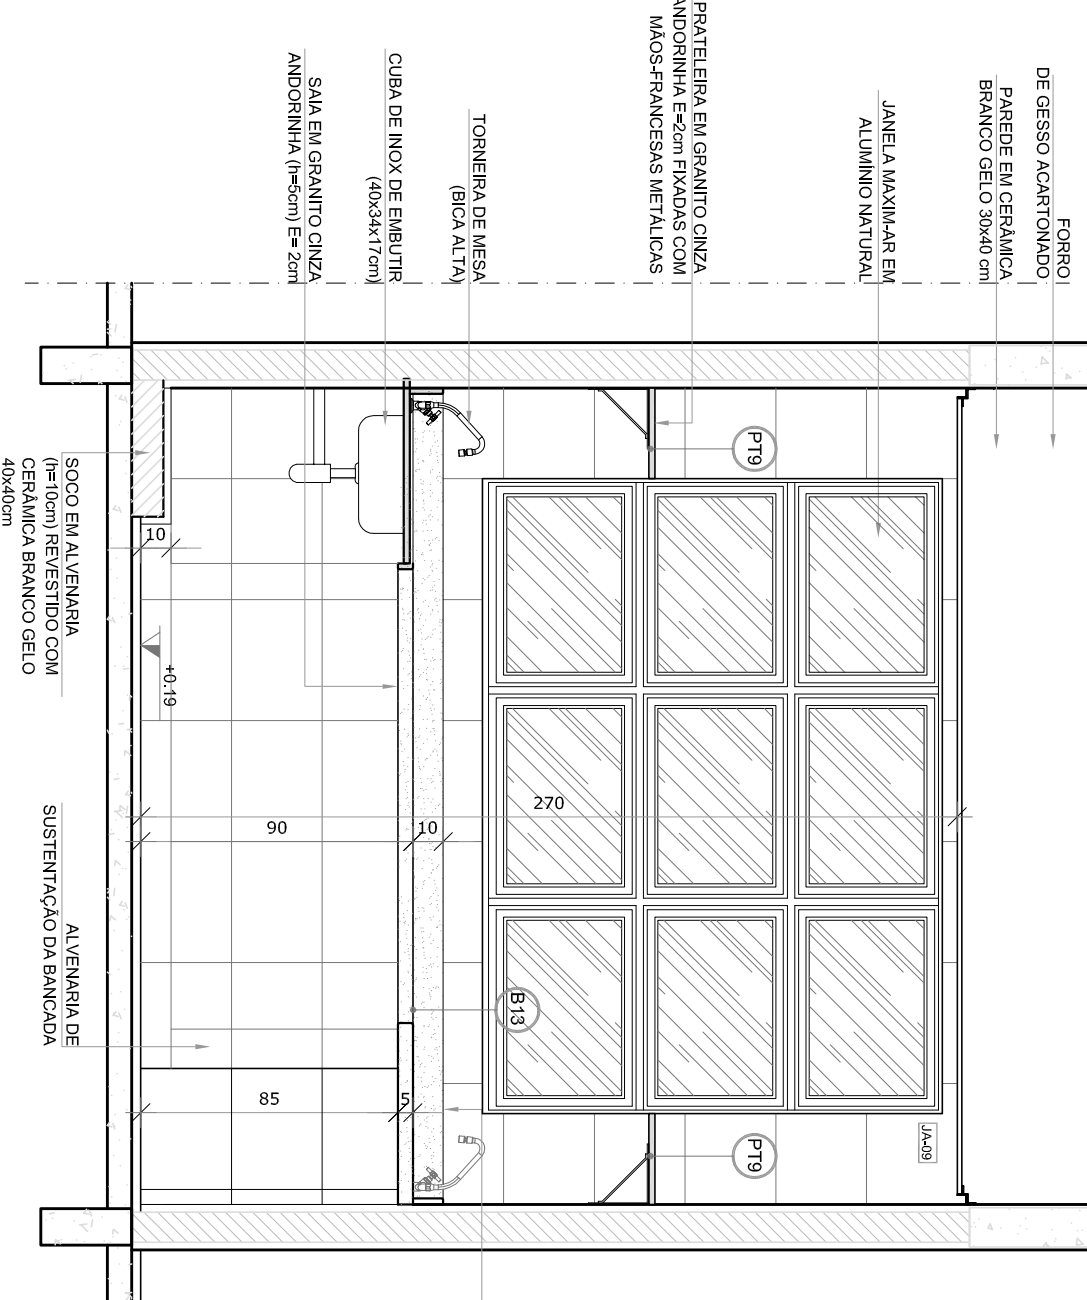 FORRO
DE GESSO ACARTONADO
PAREDE EM CERÂMICA
BRANCO GELO 30x40 cm
JANELA MAXIM-AR EM
ALUMÍNIO NATURAL
PRATELEIRA EM GRANITO CINZA
ANDORINHA E=2cm FIXADAS COM
MÃOS-FRANCESAS METÁLICAS
TORNEIRA DE MESA
(BICA ALTA)
CUBA DE INOX DE EMBUTIR
(40x34x17cm)
SAIA EM GRANITO CINZA
ANDORINHA (h=5cm) E= 2cm
JA-09
PT9
PT9
270
B13
10
90
5
85
10
+0.19
SOCO EM ALVENARIA
(h=10cm) REVESTIDO COM
CERÂMICA BRANCO GELO
40x40cm
ALVENARIA DE
SUSTENTAÇÃO DA BANCADA